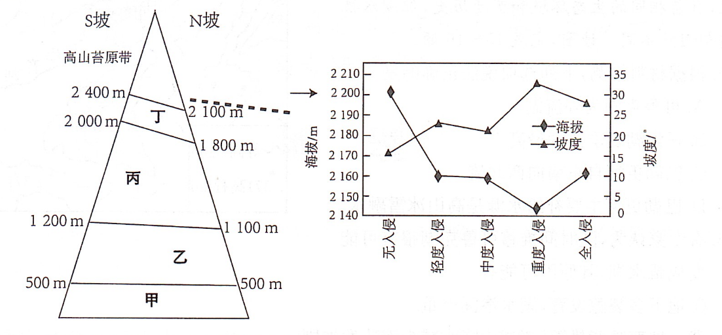 S坡 N坡
高山苔原带
2 400 m
丁
2 100 m
2 000 m
1 800 m
丙
1 200 m
1 100 m
乙
500 m
500 m
甲
海拔/m
2 210
2 200
2 190
2 180
2 170
2 160
2 150
2 140
海拔
坡度
35
30
25
20
15
10
5
0
坡度/°
无入侵
轻度入侵
中度入侵
重度入侵
全入侵